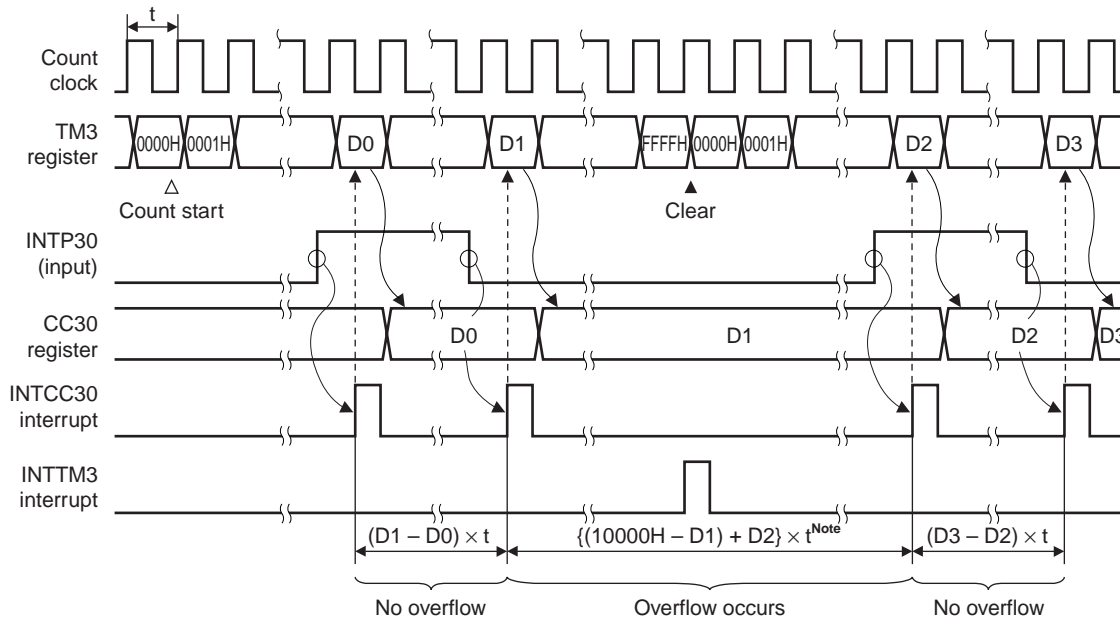 t
Count
clock
TM3
register
0000H 0001H D0 D1 FFFFH 0000H 0001H D2 D3
Count start
Clear
INTP30
(input)
CC30
register
D0 D1 D2 D3
INTCC30
interrupt
INTTM3
interrupt
(D1 – D0) × t
{(10000H – D1) + D2} × tNote
(D3 – D2) × t
No overflow
Overflow occurs
No overflow